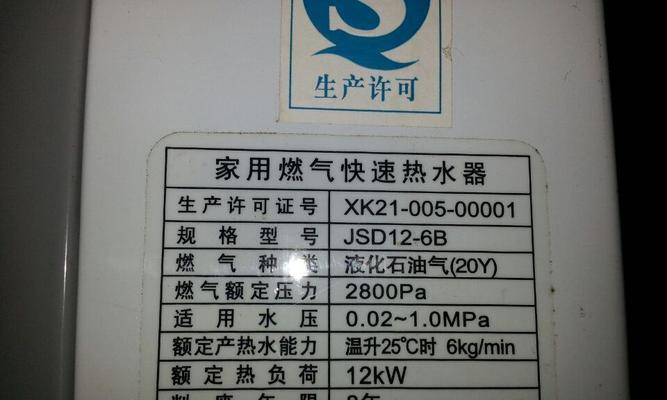 生产许可
家用燃气快速热水器
生产许可证号 XK21-005-00001
规格型号 JSD12-6B
燃气种类 液化石油气(20Y)
燃气额定压力 2800Pa
适用水压 0.02~1.0MPa
额定产热水能力 温升25℃时 6kg/min
额定热负荷 12kW